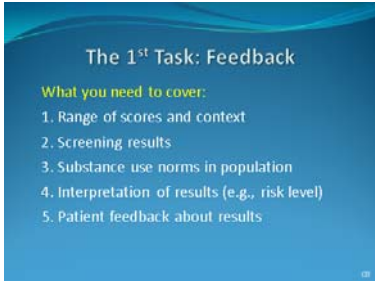 The 1st Task: Feedback
What you need to cover:
1. Range of scores and context
2. Screening results
3. Substance use norms in population
4. Interpretation of results (e.g., risk level)
5. Patient feedback about results